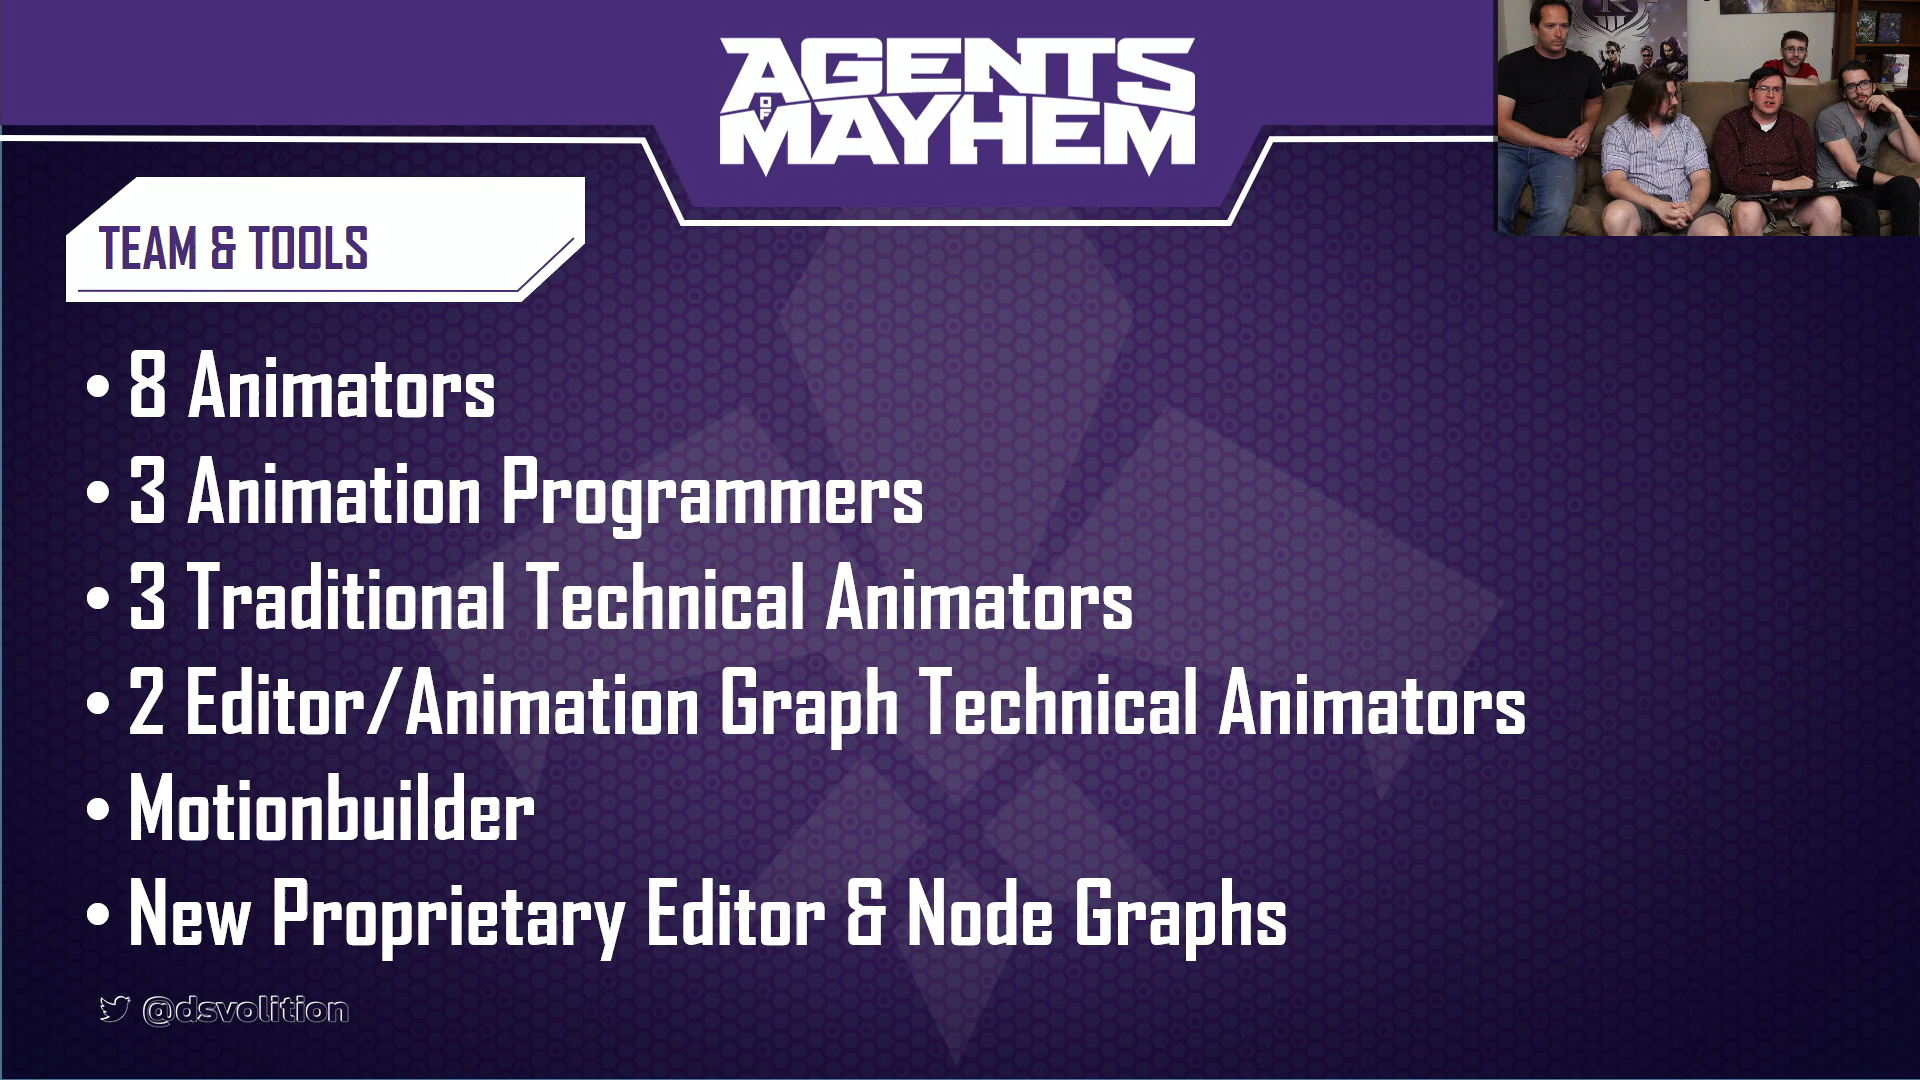 AGENTS
OF
MAYHEM
TEAM & TOOLS
• 8 Animators
• 3 Animation Programmers
• 3 Traditional Technical Animators
• 2 Editor/Animation Graph Technical Animators
• Motionbuilder
• New Proprietary Editor & Node Graphs
@dsvolition